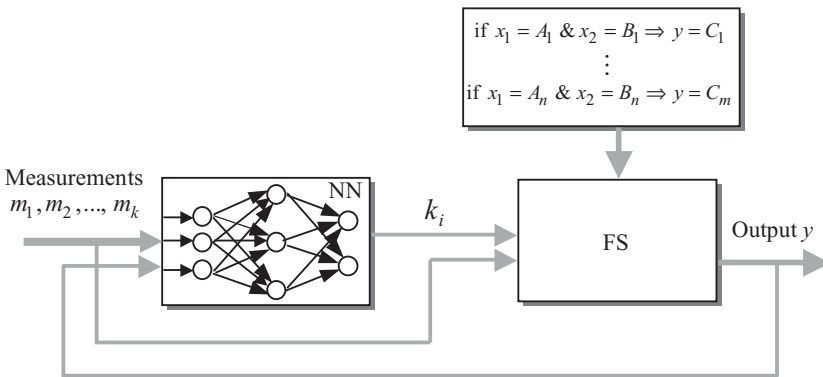 if x₁ = A₁ & x₂ = B₁ ⇒ y = C₁
⋮
if x₁ = Aₙ & x₂ = Bₙ ⇒ y = Cₘ
Measurements
m₁, m₂, ..., mₖ
NN
kᵢ
FS
Output y